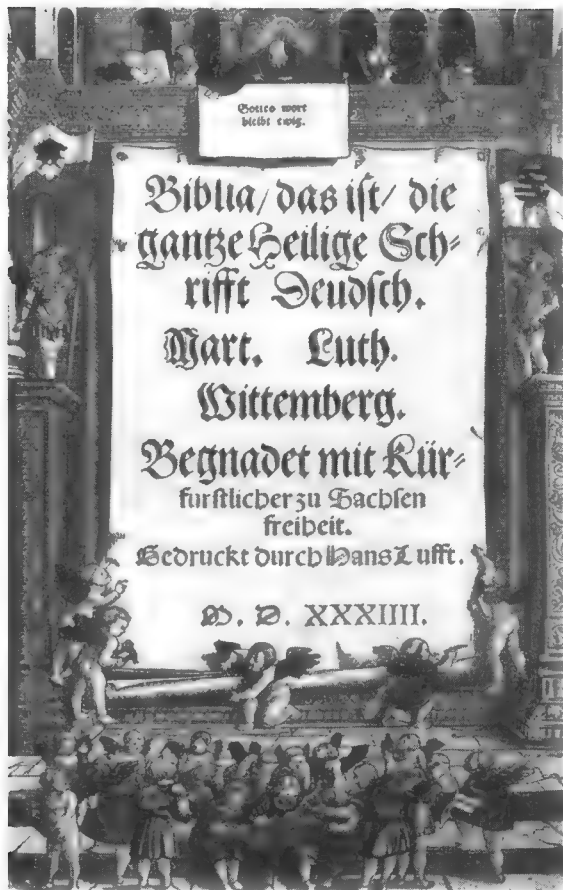 Gottes wort
bleibt ewig.
Biblia/ das iſt/ die
gantze Heilige Sch⸗
rifft Deudſch.
Mart. Luth.
Wittemberg.
Begnadet mit Kür⸗
furſtlicher zu Sachſen
freiheit.
Gedruckt durch Hans Lufft.
M. D. XXXIIII.